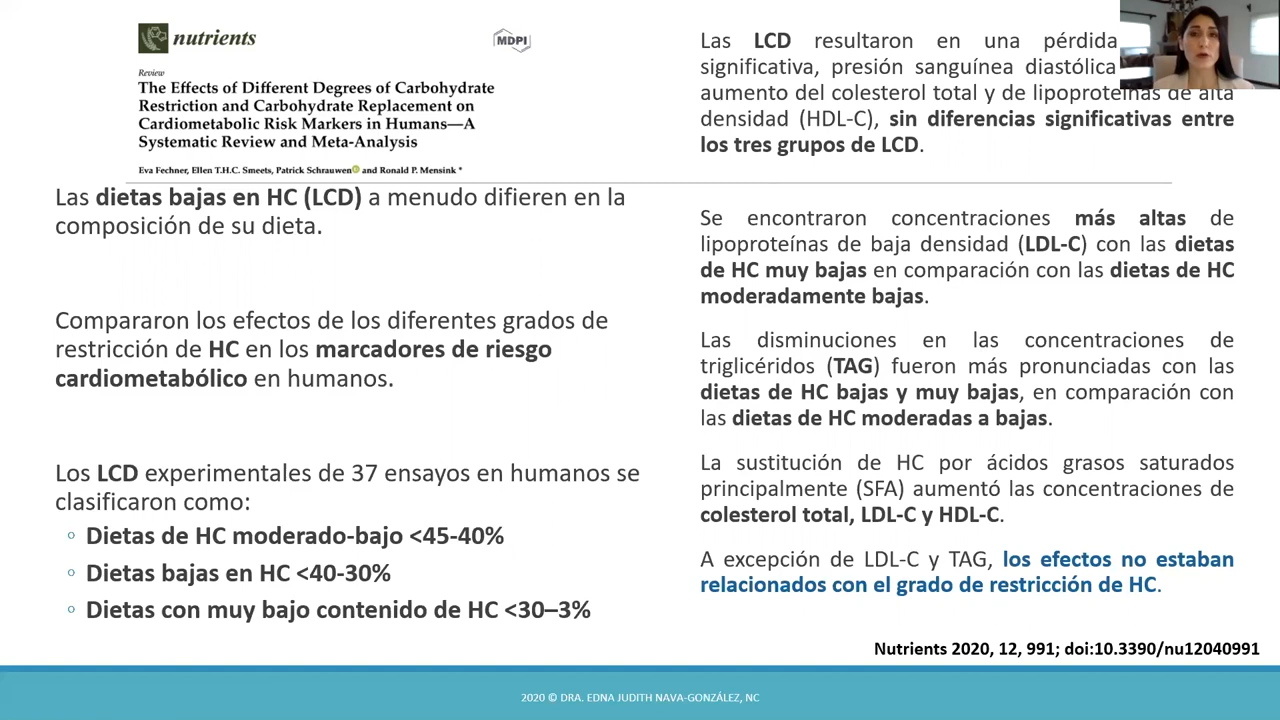 nutrients
MDPI
Review
The Effects of Different Degrees of Carbohydrate
Restriction and Carbohydrate Replacement on
Cardiometabolic Risk Markers in Humans—A
Systematic Review and Meta-Analysis
Eva Fechner, Ellen T.H.C. Smeets, Patrick Schrauwen and Ronald P. Mensink *
Las dietas bajas en HC (LCD) a menudo difieren en la
composición de su dieta.
Compararon los efectos de los diferentes grados de
restricción de HC en los marcadores de riesgo
cardiometabólico en humanos.
Los LCD experimentales de 37 ensayos en humanos se
clasificaron como:
◦ Dietas de HC moderado-bajo <45-40%
◦ Dietas bajas en HC <40-30%
◦ Dietas con muy bajo contenido de HC <30–3%
Las LCD resultaron en una pérdida
significativa, presión sanguínea diastólica
aumento del colesterol total y de lipoproteínas de alta
densidad (HDL-C), sin diferencias significativas entre
los tres grupos de LCD.
Se encontraron concentraciones más altas de
lipoproteínas de baja densidad (LDL-C) con las dietas
de HC muy bajas en comparación con las dietas de HC
moderadamente bajas.
Las disminuciones en las concentraciones de
triglicéridos (TAG) fueron más pronunciadas con las
dietas de HC bajas y muy bajas, en comparación con
las dietas de HC moderadas a bajas.
La sustitución de HC por ácidos grasos saturados
principalmente (SFA) aumentó las concentraciones de
colesterol total, LDL-C y HDL-C.
A excepción de LDL-C y TAG, los efectos no estaban
relacionados con el grado de restricción de HC.
Nutrients 2020, 12, 991; doi:10.3390/nu12040991
2020 © DRA. EDNA JUDITH NAVA-GONZÁLEZ, NC